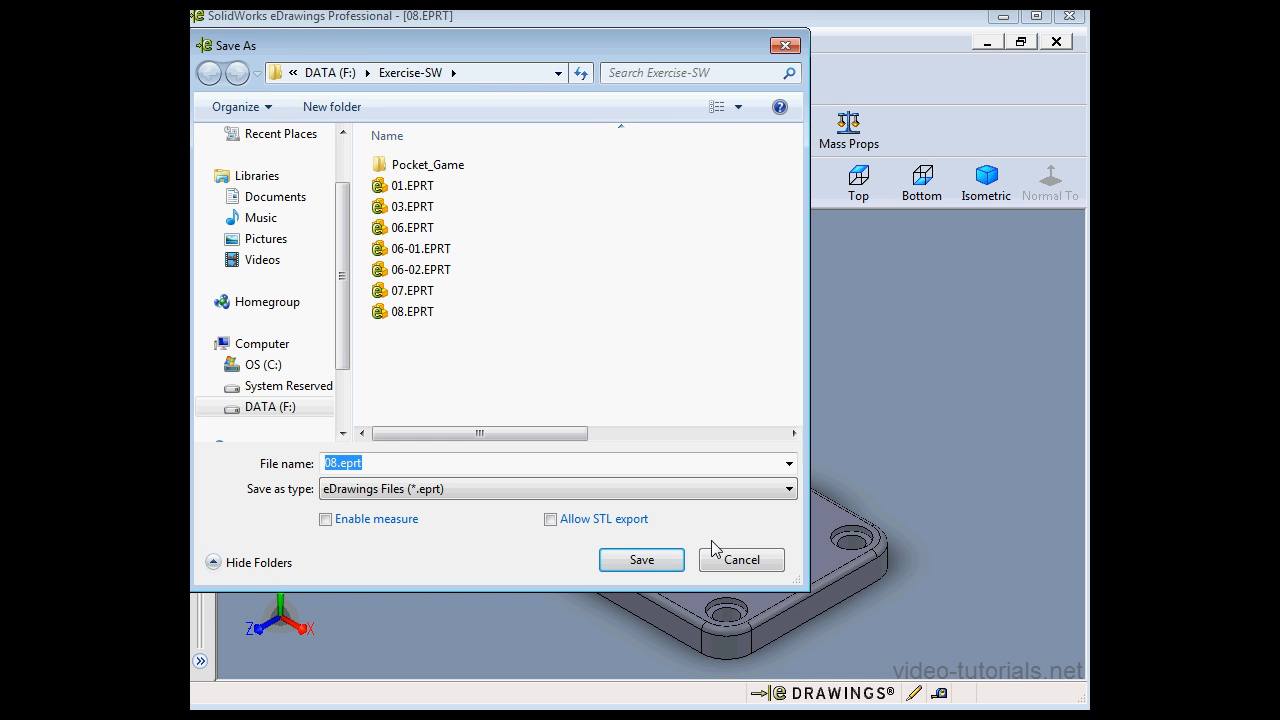 SolidWorks eDrawings Professional - [08.EPRT]
Save As
« DATA (F:) Exercise-SW
Search Exercise-SW
Organize New folder
Recent Places
Libraries
Documents
Music
Pictures
Videos
Homegroup
Computer
OS (C:)
System Reserved
DATA (F:)
Name
Pocket_Game
01.EPRT
03.EPRT
06.EPRT
06-01.EPRT
06-02.EPRT
07.EPRT
08.EPRT
File name: 08.eprt
Save as type: eDrawings Files (*.eprt)
Enable measure Allow STL export
Hide Folders Save Cancel
Mass Props
Top Bottom Isometric Normal To
Z X
video-tutorials.net
e DRAWINGS®